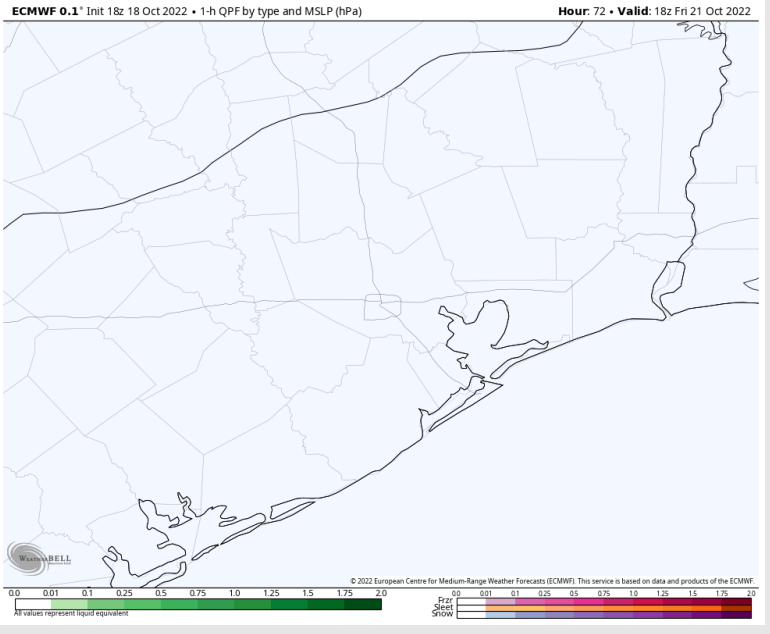 ECMWF 0.1° Init 18z 18 Oct 2022 • 1-h QPF by type and MSLP (hPa)
Hour: 72 • Valid: 18z Fri 21 Oct 2022
WEATHERBELL
© 2022 European Centre for Medium-Range Weather Forecasts (ECMWF). This service is based on data and products of the ECMWF.
0.0 0.01 0.1 0.25 0.5 0.75 1.0 1.25 1.5 1.75 2.0
All values represent liquid equivalent
0.0 0.01 0.1 0.25 0.5 0.75 1.0 1.25 1.5 1.75 2.0
Frzr
Sleet
Snow